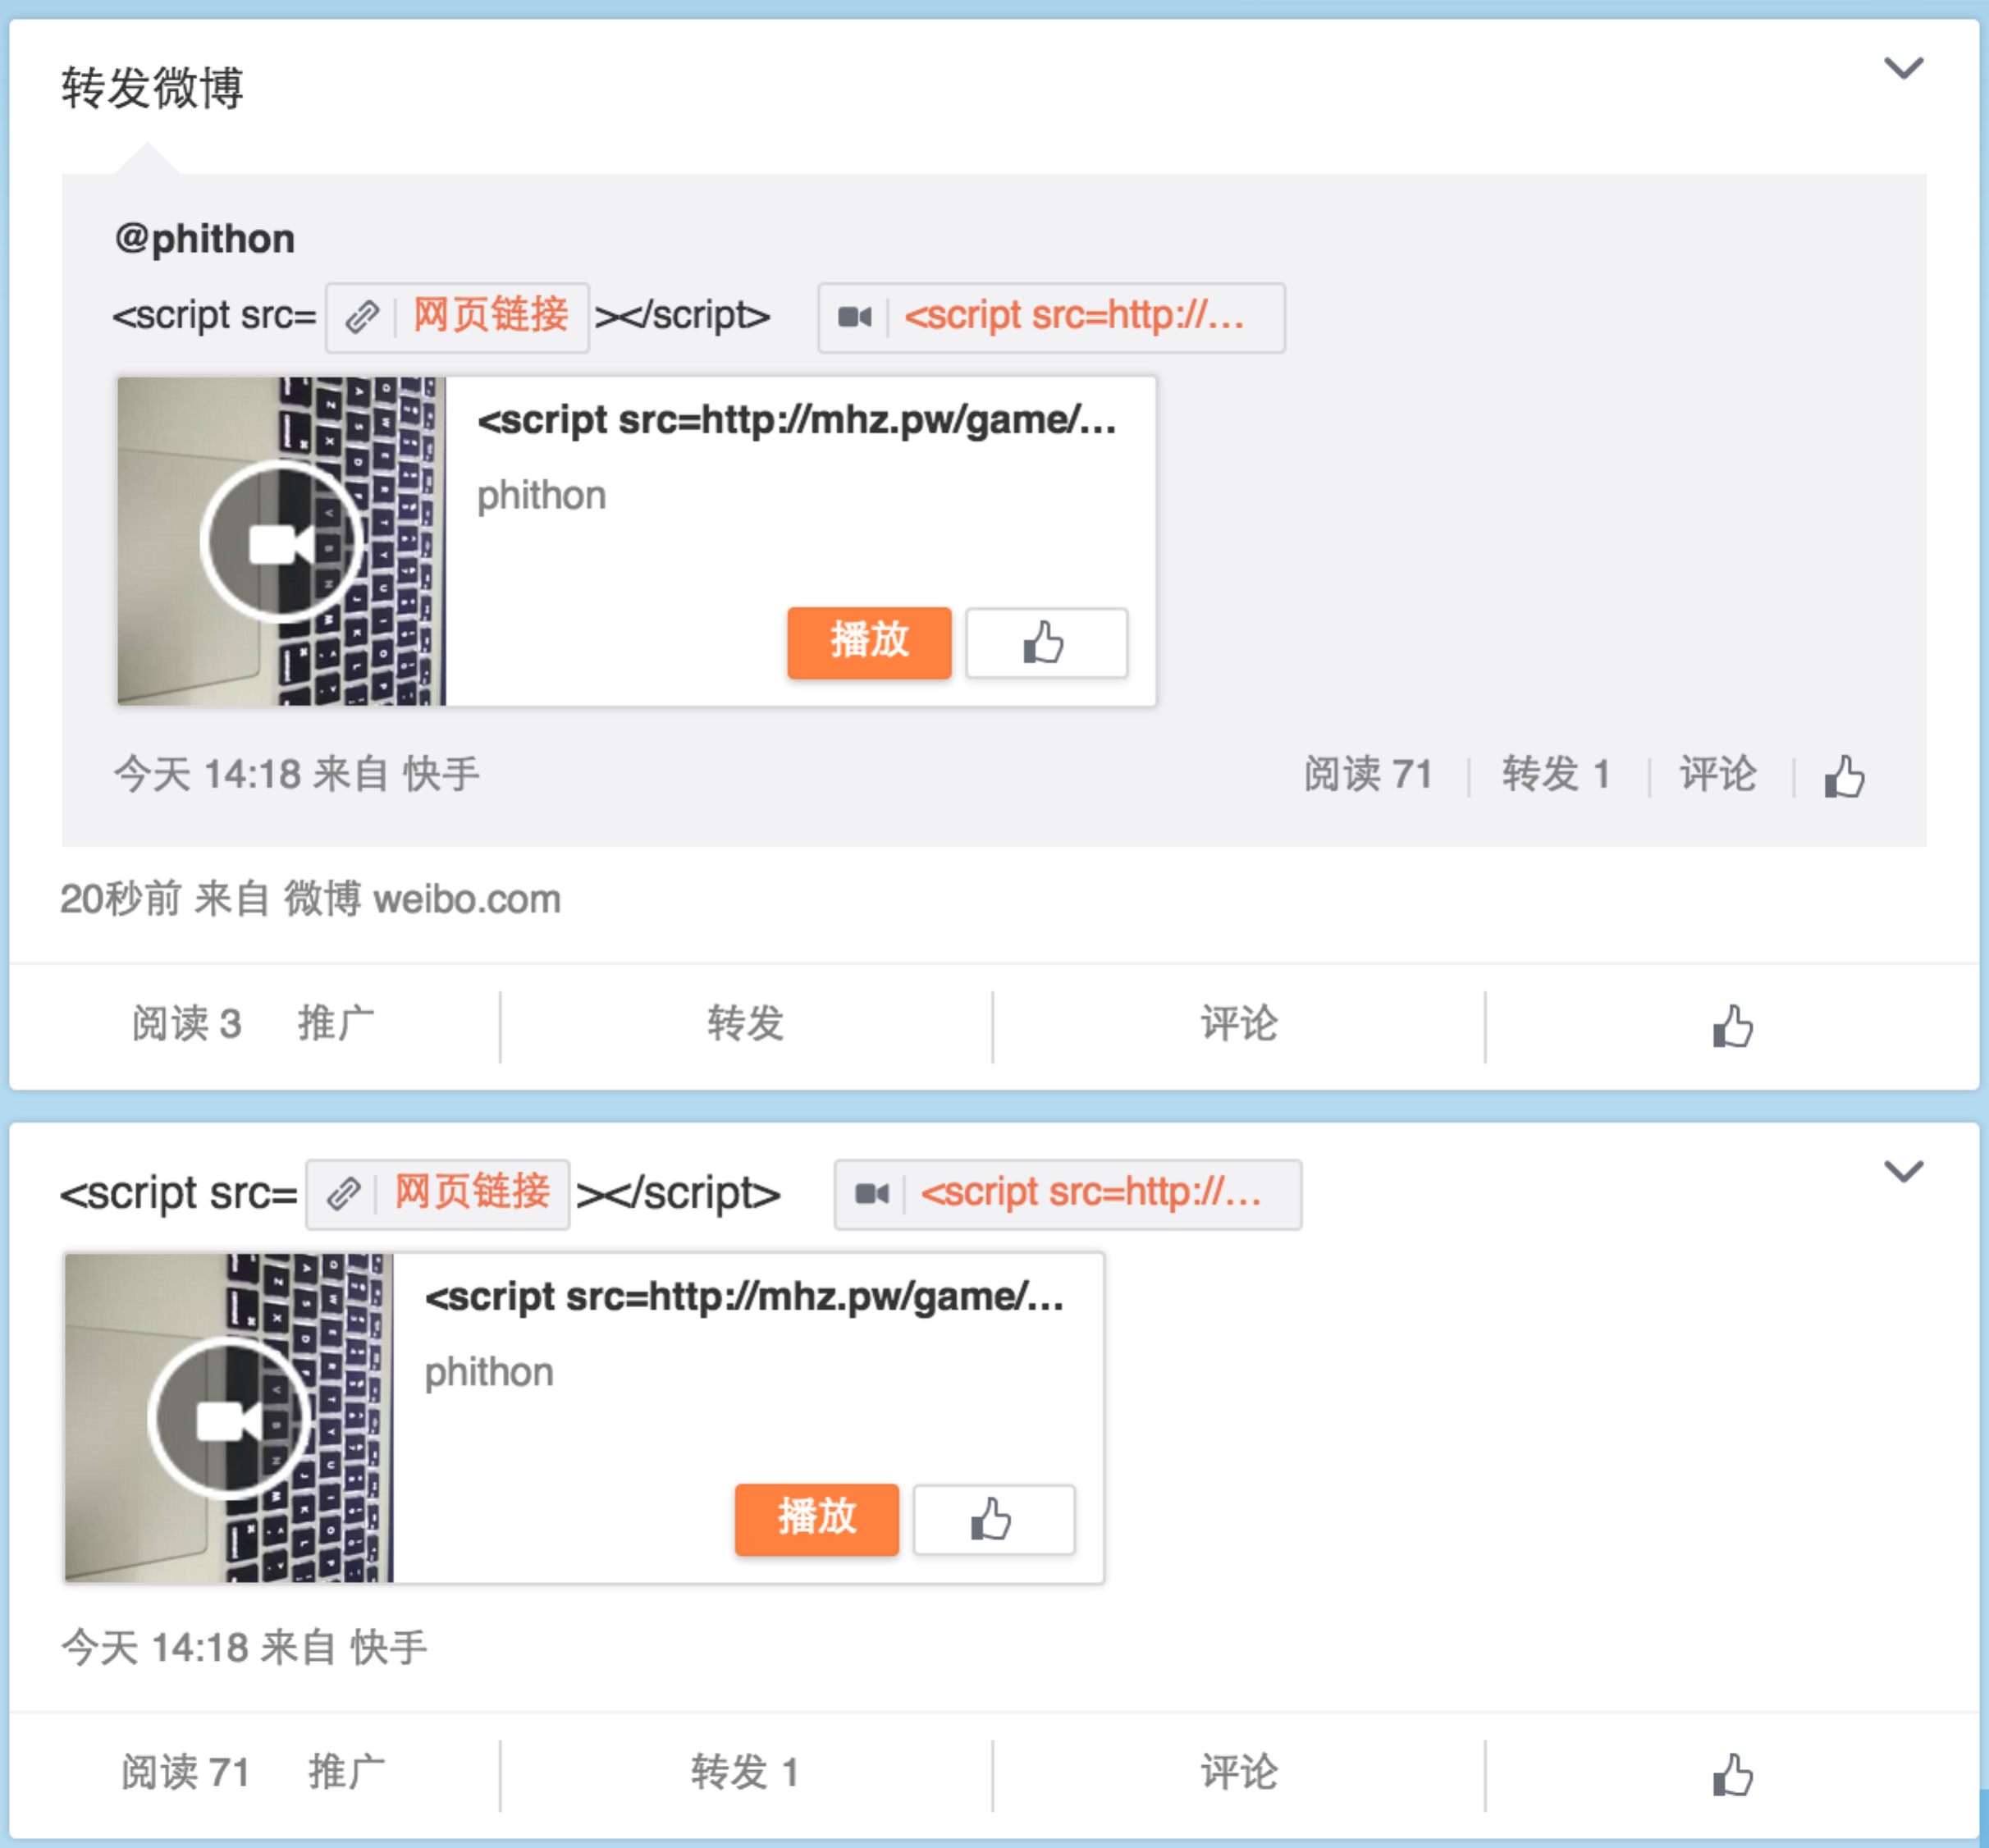 转发微博
@phithon
<script src= 网页链接 ></script> <script src=http://...
<script src=http://mhz.pw/game/...
phithon
播放
今天 14:18 来自 快手 阅读 71 转发 1 评论
20秒前 来自 微博 weibo.com
阅读 3 推广 转发 评论
<script src= 网页链接 ></script> <script src=http://...
<script src=http://mhz.pw/game/...
phithon
播放
今天 14:18 来自 快手
阅读 71 推广 转发 1 评论